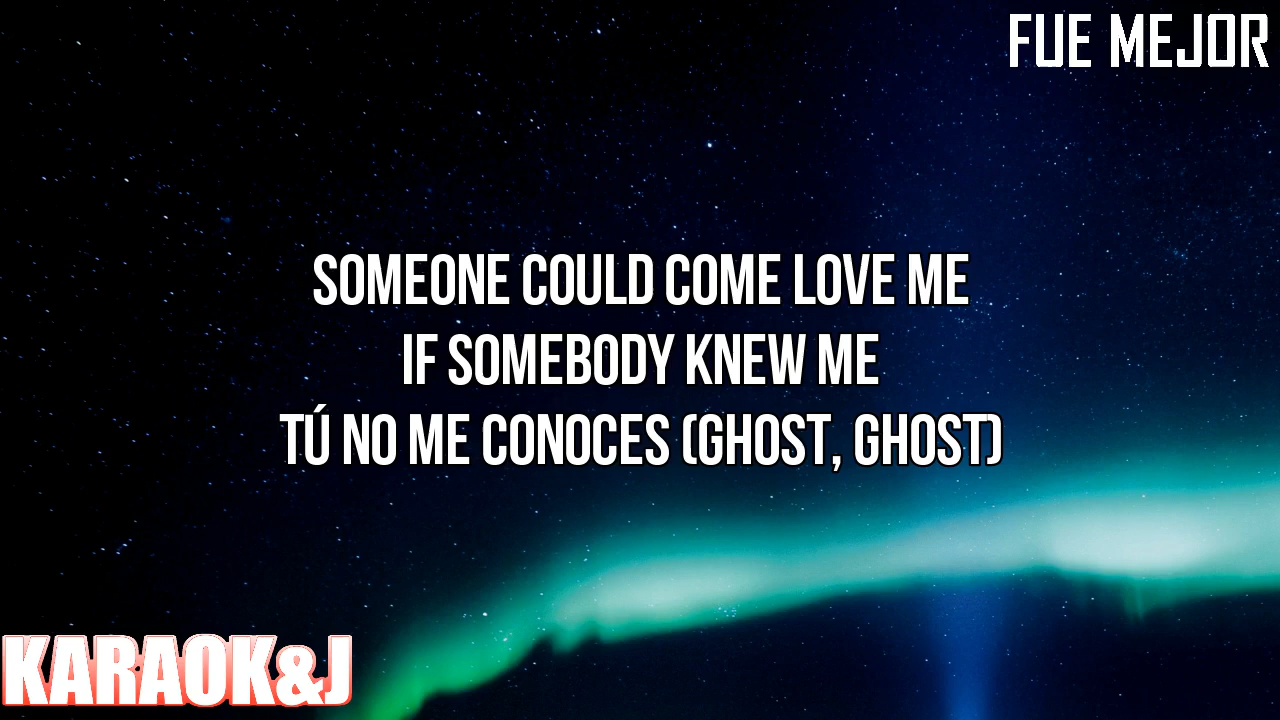 FUE MEJOR
SOMEONE COULD COME LOVE ME
IF SOMEBODY KNEW ME
TÚ NO ME CONOCES (GHOST, GHOST)
KARAOK&J